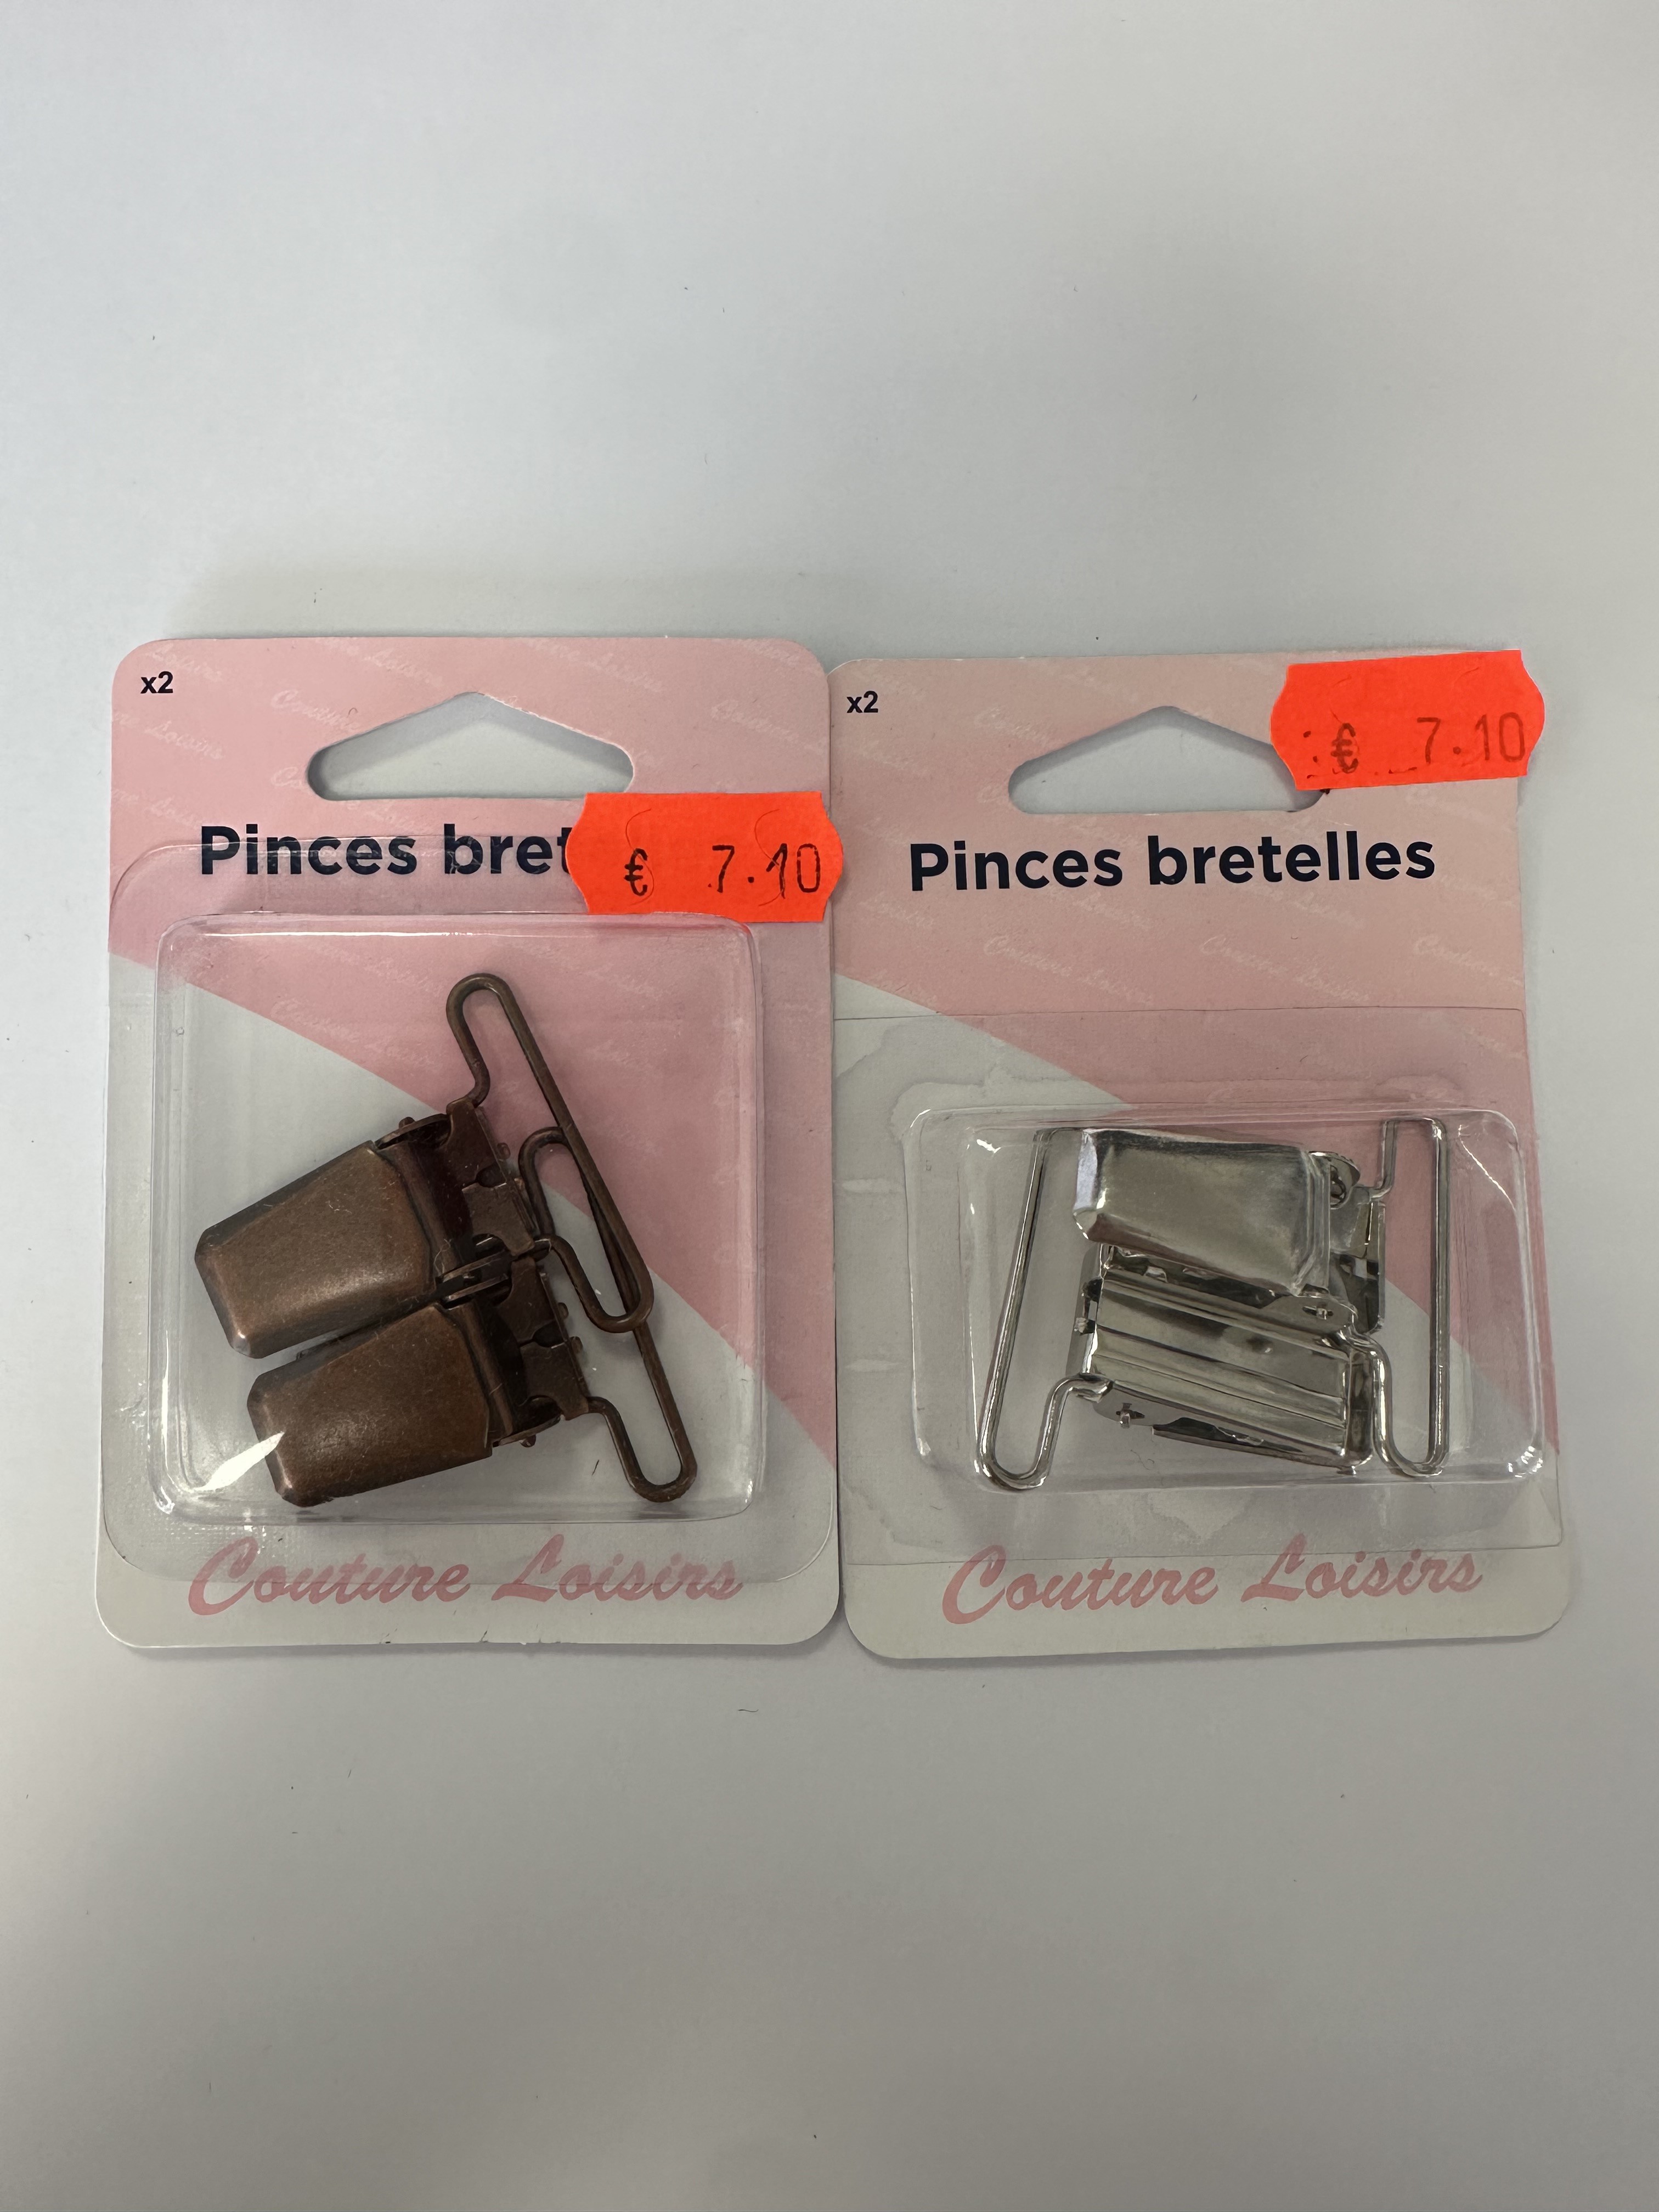 x2
€ 7.10
Pinces bret
Couture Loisirs
x2
€ 7.10
Pinces bretelles
Couture Loisirs